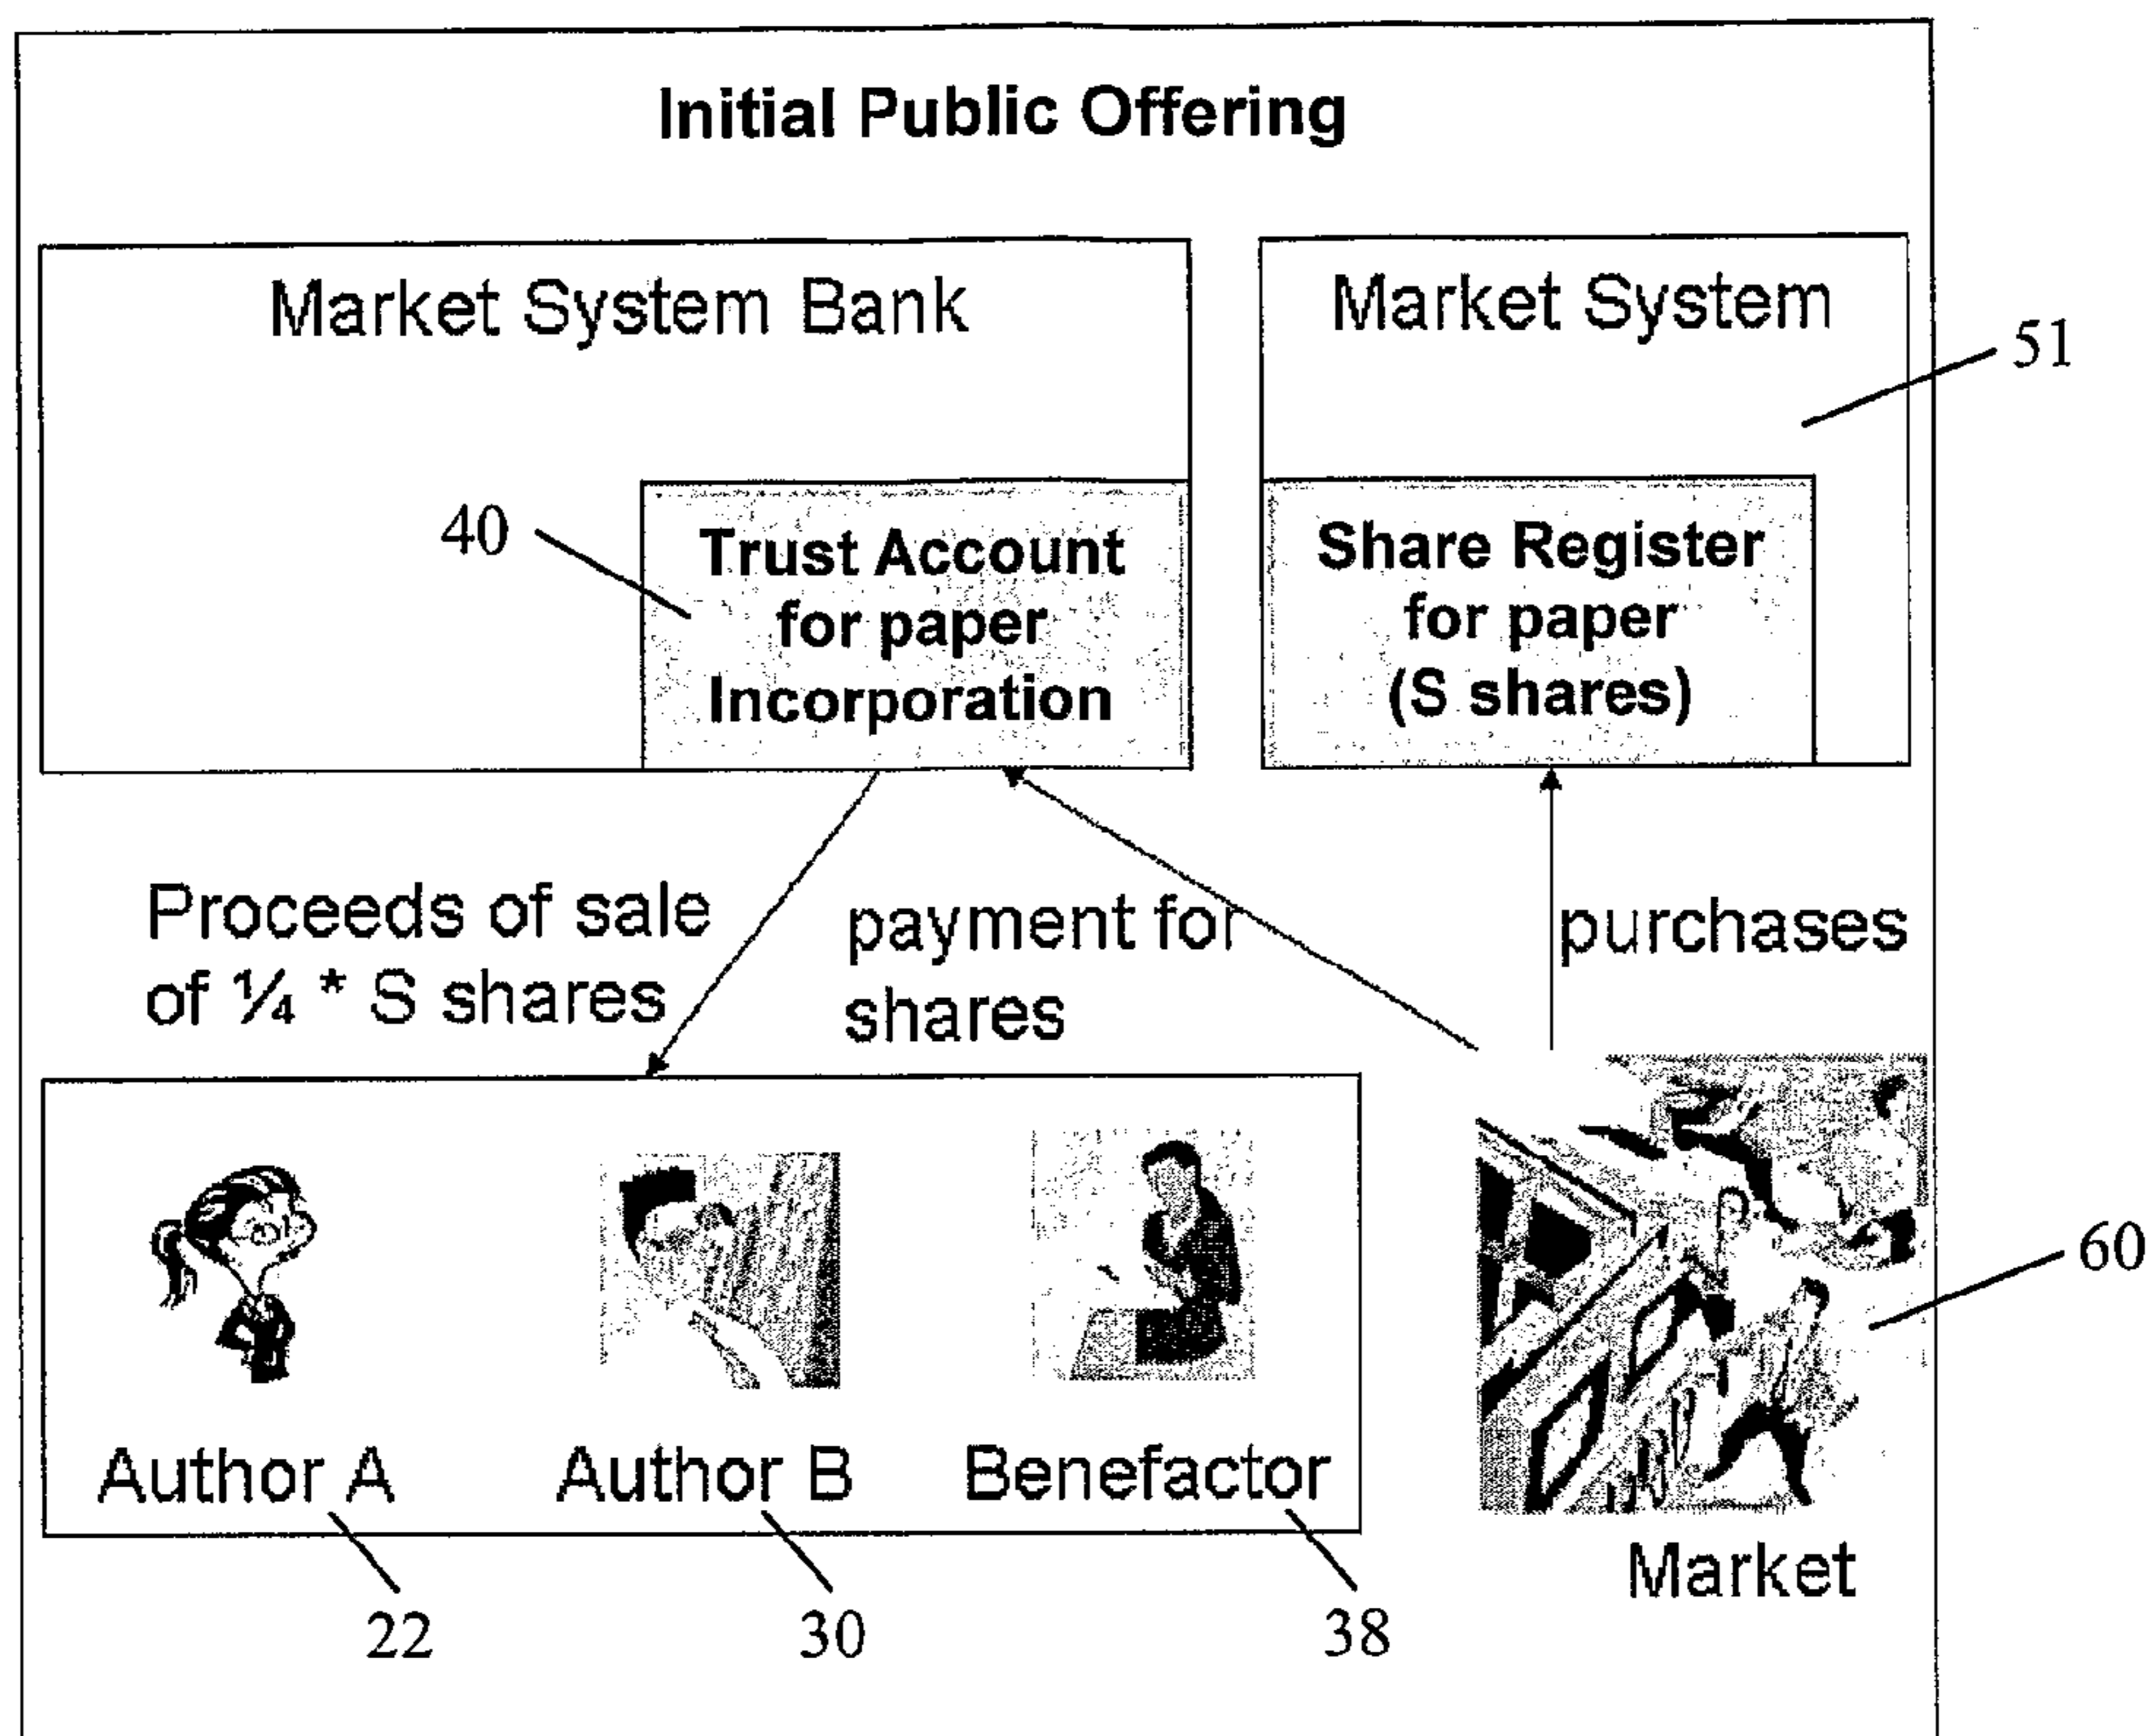 Initial Public Offering
Market System Bank
Market System
51
40
Trust Account
for paper
Incorporation
Share Register
for paper
(S shares)
Proceeds of sale
of ¼ * S shares
payment for
shares
purchases
60
Author A
Author B
Benefactor
Market
22
30
38